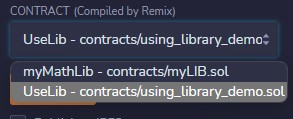 CONTRACT (Compiled by Remix)
UseLib - contracts/using_library_demo
myMathLib - contracts/myLIB.sol
UseLib - contracts/using_library_demo.sol